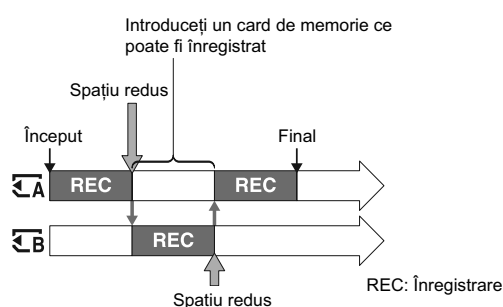 Introduceți un card de memorie ce
poate fi înregistrat
Spațiu redus
Început
Final
A REC REC
B REC
REC: Înregistrare
Spațiu redus